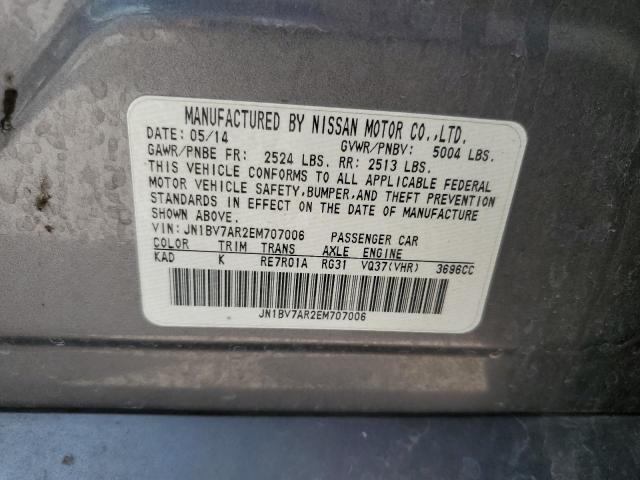 MANUFACTURED BY NISSAN MOTOR CO.,LTD.
DATE: 05/14 GVWR/PNBV: 5004 LBS.
GAWR/PNBE FR: 2524 LBS. RR: 2513 LBS.
THIS VEHICLE CONFORMS TO ALL APPLICABLE FEDERAL
MOTOR VEHICLE SAFETY, BUMPER, AND THEFT PREVENTION
STANDARDS IN EFFECT ON THE DATE OF MANUFACTURE
SHOWN ABOVE.
VIN: JN1BV7AR2EM707006 PASSENGER CAR
COLOR TRIM TRANS AXLE ENGINE
KAD K RE7R01A RG31 VQ37(VHR) 3696CC
JN1BV7AR2EM707006